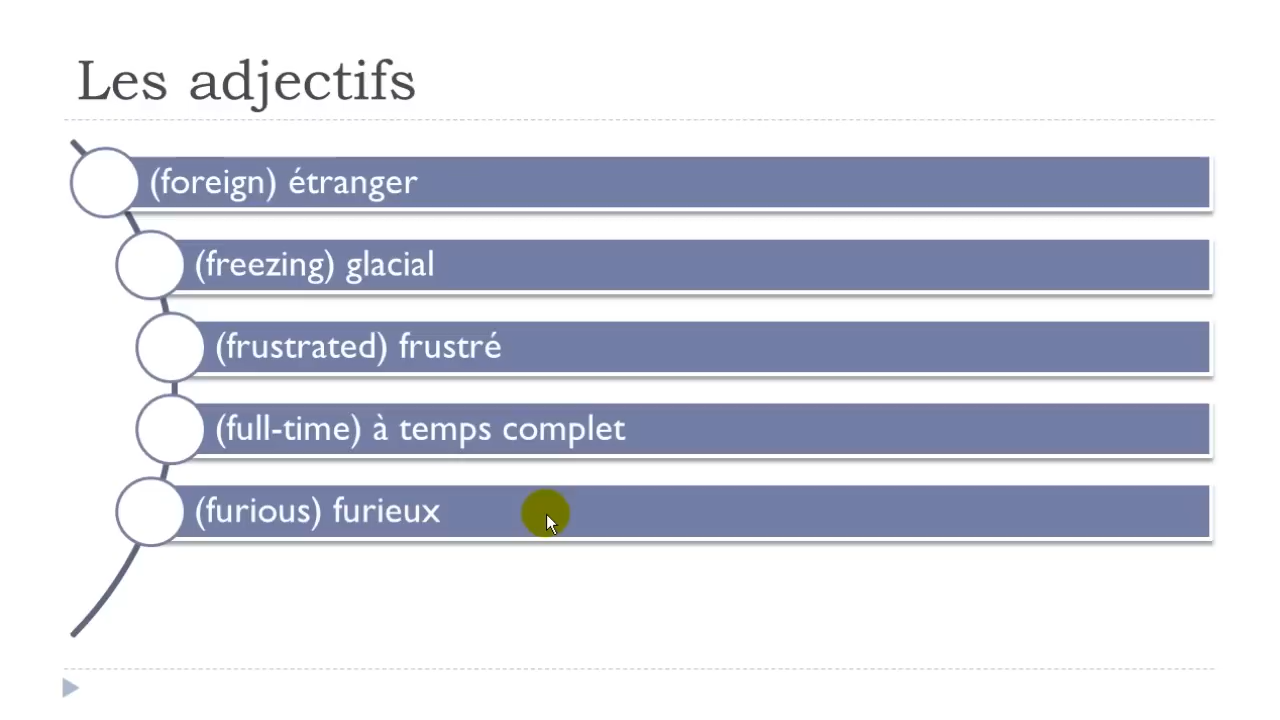 Les adjectifs
(foreign) étranger
(freezing) glacial
(frustrated) frustré
(full-time) à temps complet
(furious) furieux